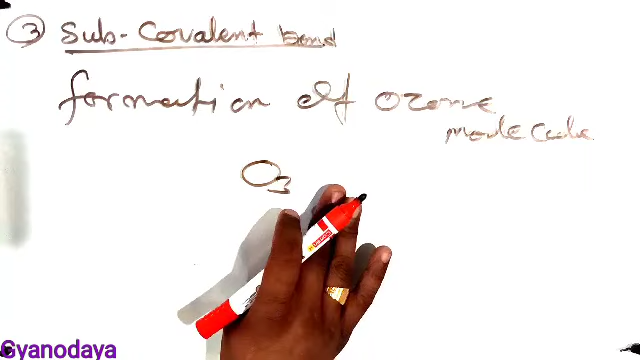 ③ Sub-Covalent bond
formation of ozone
molecule
O3
Gyanodaya